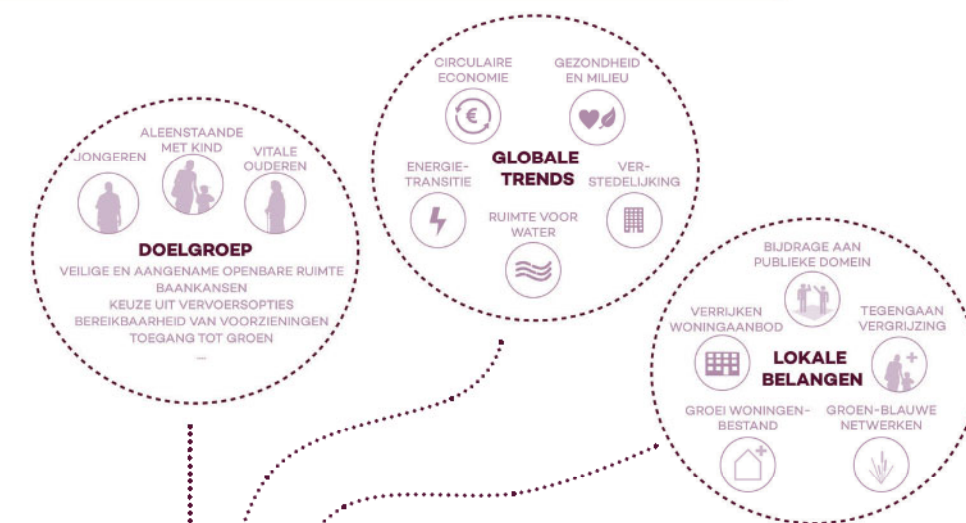 ALEENSTAANDE
MET KIND
JONGEREN
VITALE
OUDEREN
DOELGROEP
VEILIGE EN AANGENAME OPENBARE RUIMTE
BAANKANSEN
KEUZE UIT VERVOERSOPTIES
BEREIKBAARHEID VAN VOORZIENINGEN
TOEGANG TOT GROEN
—
CIRCULAIRE
ECONOMIE
GEZONDHEID
EN MILIEU
€
GLOBALE
TRENDS
ENERGIE-
TRANSITIE
VER-
STEDELIJKING
RUIMTE VOOR
WATER
BIJDRAGE AAN
PUBLIEKE DOMEIN
VERRIJKEN
WONINGAANBOD
TEGENGAAN
VERGRIJZING
LOKALE
BELANGEN
GROEI WONINGEN-
BESTAND
GROEN-BLAUWE
NETWERKEN